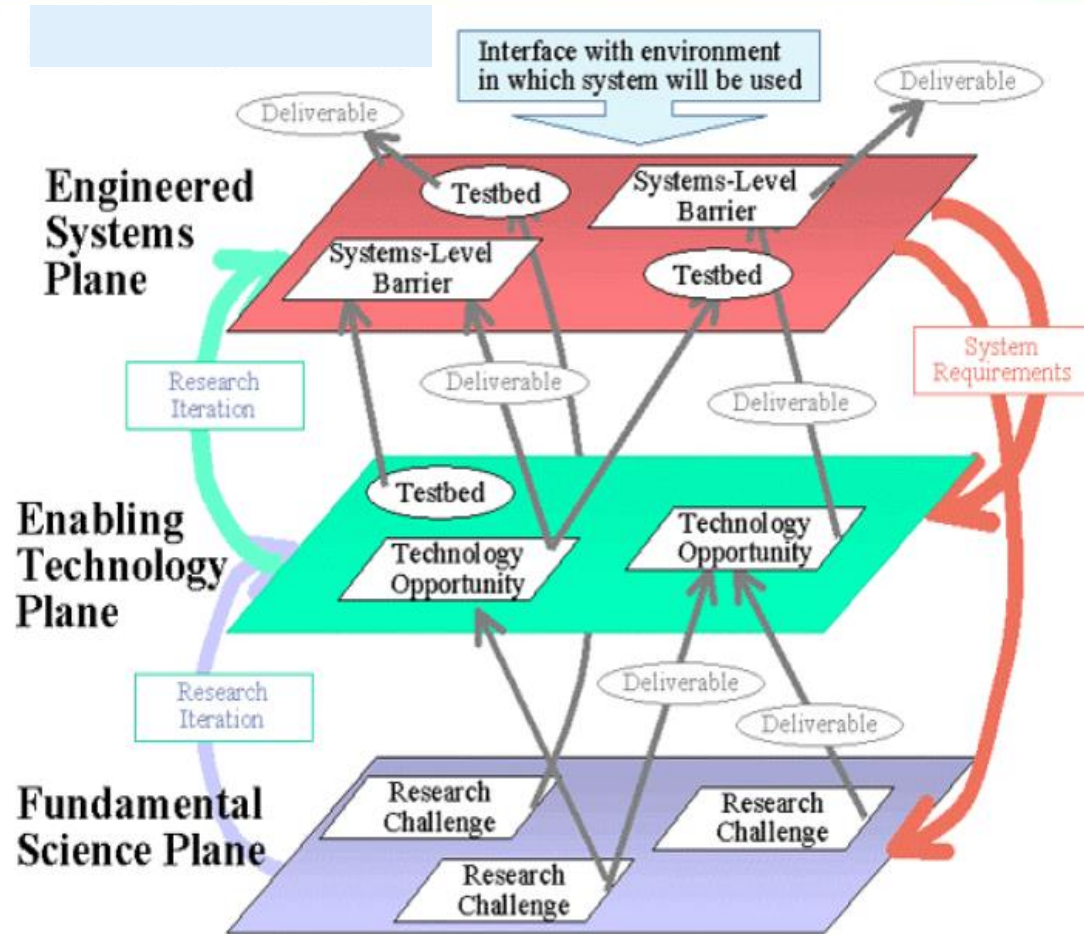 Interface with environment
in which system will be used
Deliverable
Deliverable
Engineered
Systems
Plane
Testbed
Systems-Level
Barrier
Systems-Level
Barrier
Testbed
Research
Iteration
Deliverable
Deliverable
System
Requirements
Enabling
Technology
Plane
Testbed
Technology
Opportunity
Technology
Opportunity
Research
Iteration
Deliverable
Deliverable
Fundamental
Science Plane
Research
Challenge
Research
Challenge
Research
Challenge